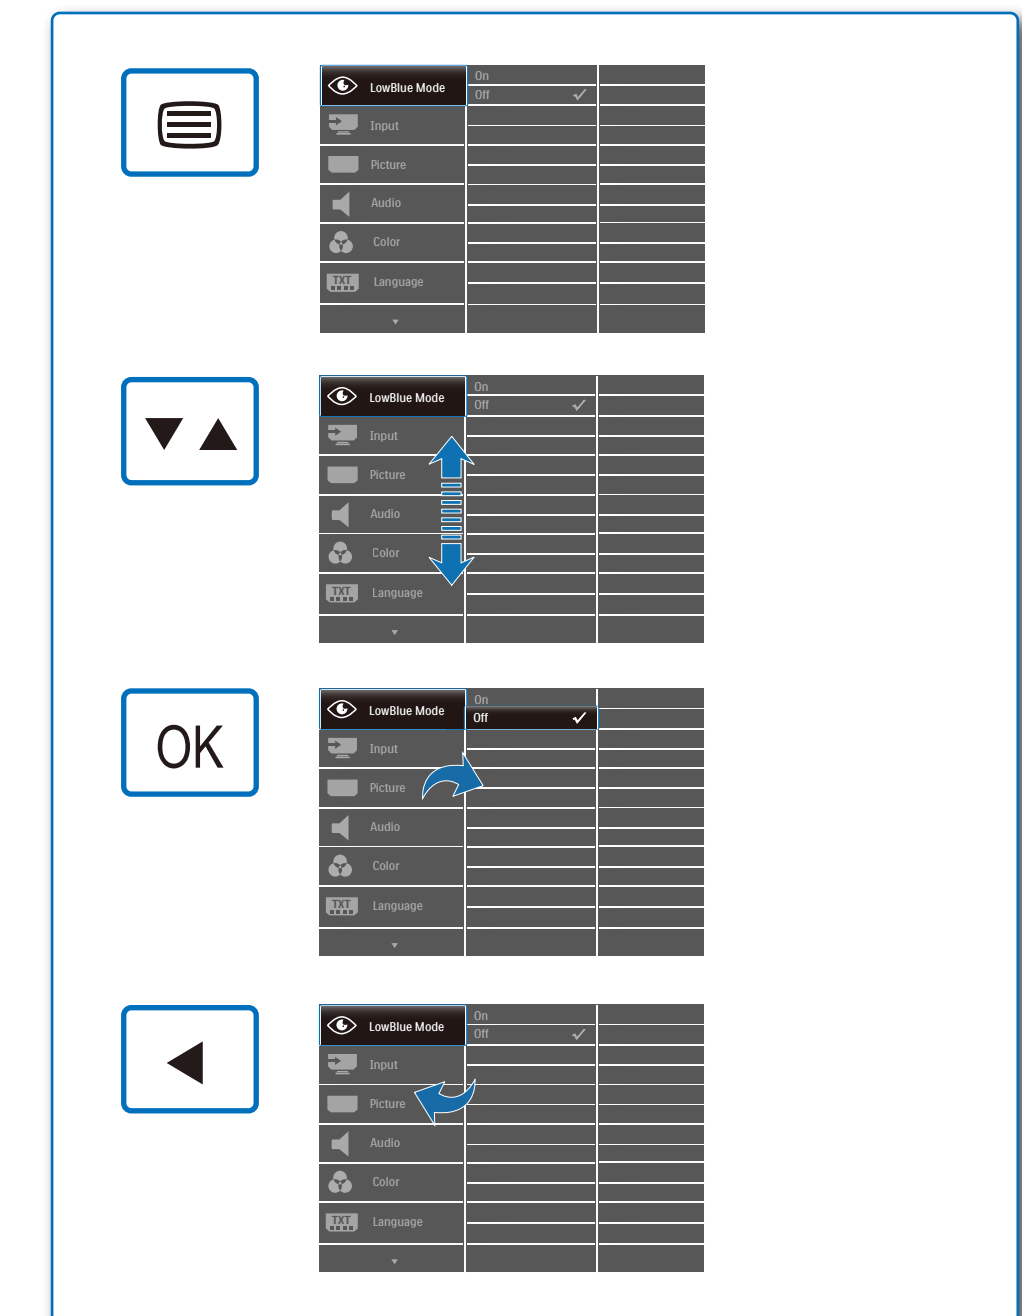 LowBlue Mode
On
Off
Input
Picture
Audio
Color
TXT
Language
LowBlue Mode
On
Off
Input
Picture
Audio
Color
TXT
Language
OK
LowBlue Mode
On
Off
Input
Picture
Audio
Color
TXT
Language
LowBlue Mode
On
Off
Input
Picture
Audio
Color
TXT
Language